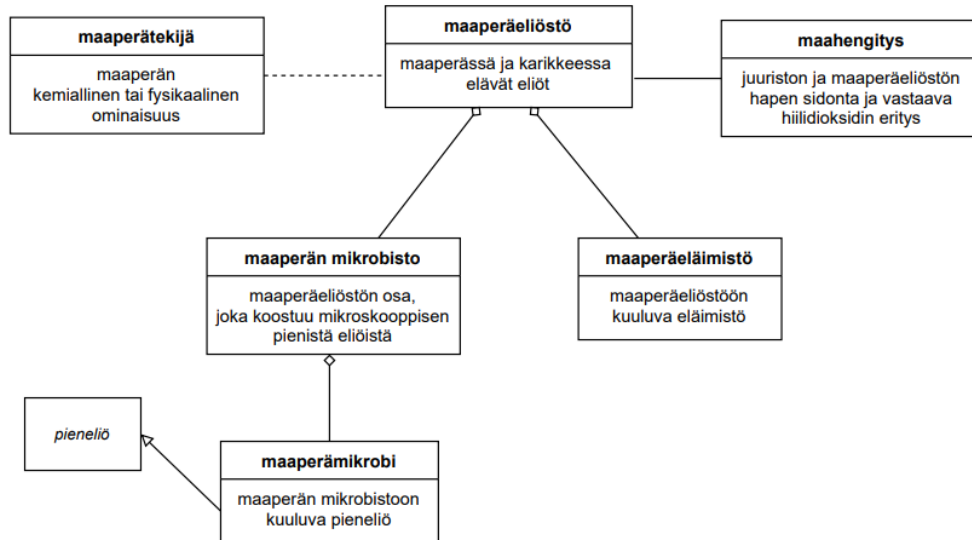 maaperätekijä
maaperän
kemiallinen tai fysikaalinen
ominaisuus
maaperäeliöstö
maaperässä ja karikkeessa
elävät eliöt
maahengitys
juuriston ja maaperäeliöstön
hapen sidonta ja vastaava
hiilidioksidin eritys
maaperän mikrobisto
maaperäeliöstön osa,
joka koostuu mikroskooppisen
pienistä eliöistä
maaperäeläimistö
maaperäeliöstöön
kuuluva eläimistö
pieneliö
maaperämikrobi
maaperän mikrobistoon
kuuluva pieneliö